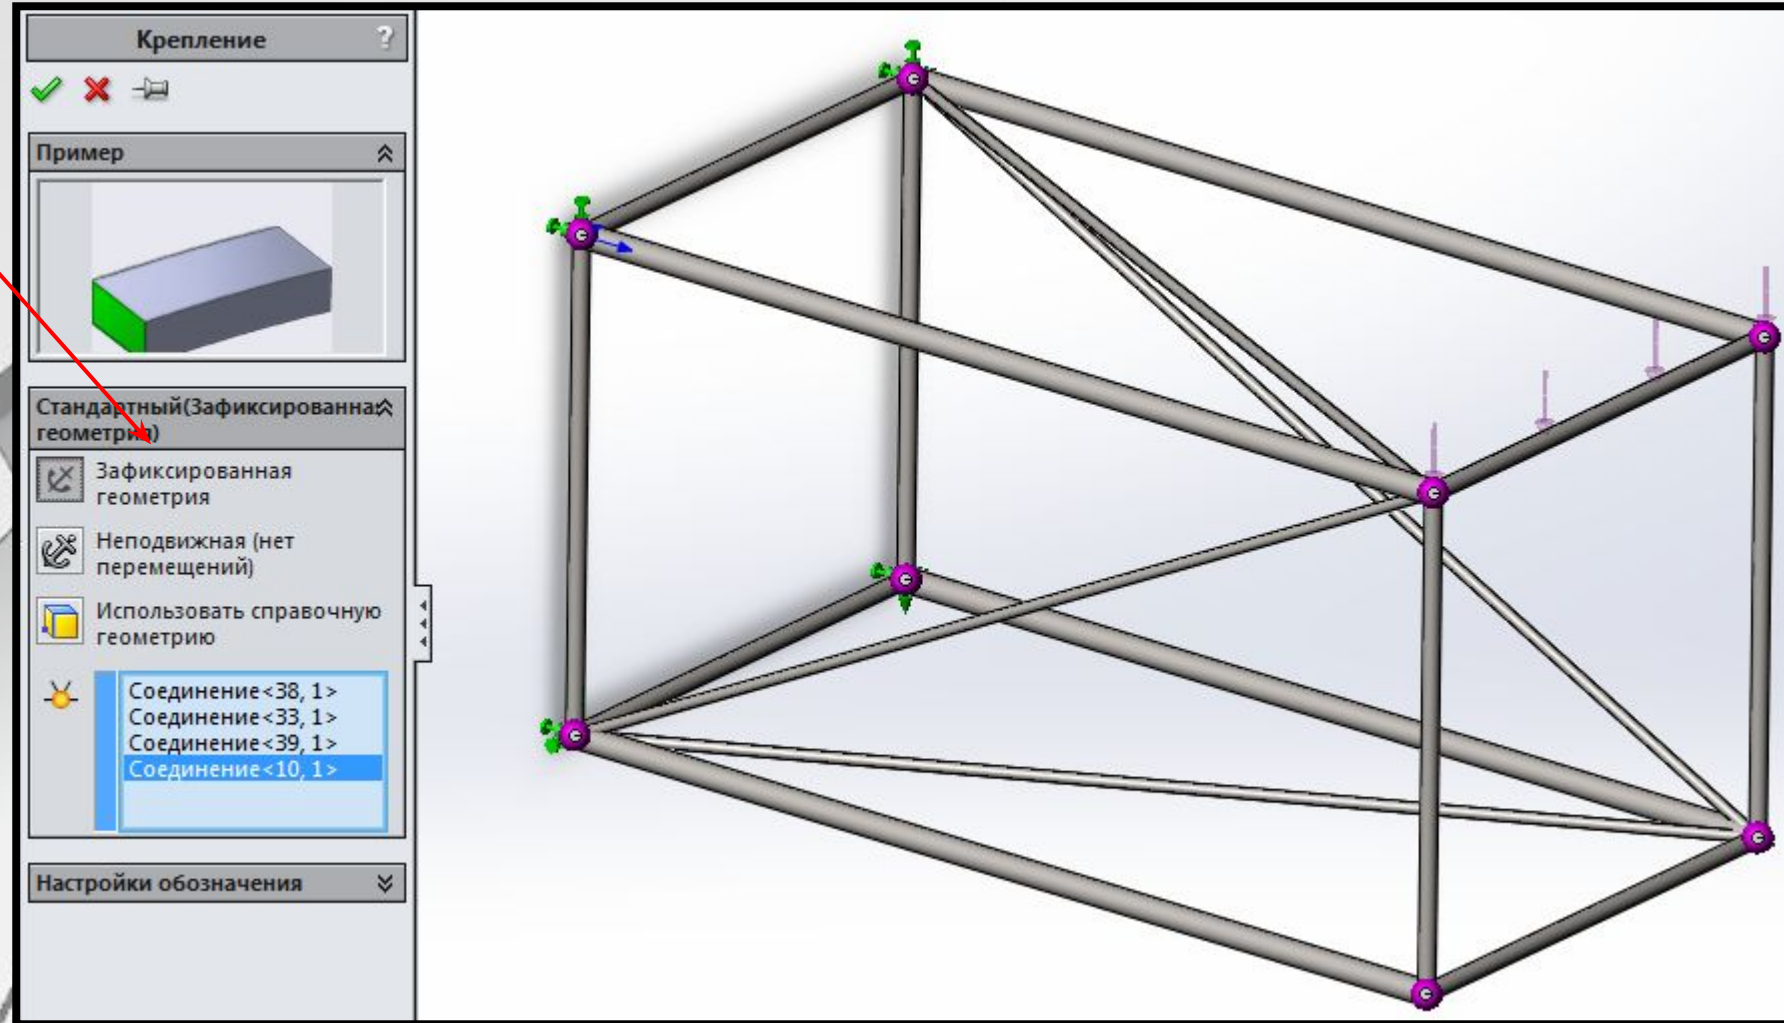 Крепление ?
Пример
Стандартный(Зафиксированная
геометрия)
Зафиксированная
геометрия
Неподвижная (нет
перемещений)
Использовать справочную
геометрию
Соединение<38, 1>
Соединение<33, 1>
Соединение<39, 1>
Соединение<10, 1>
Настройки обозначения